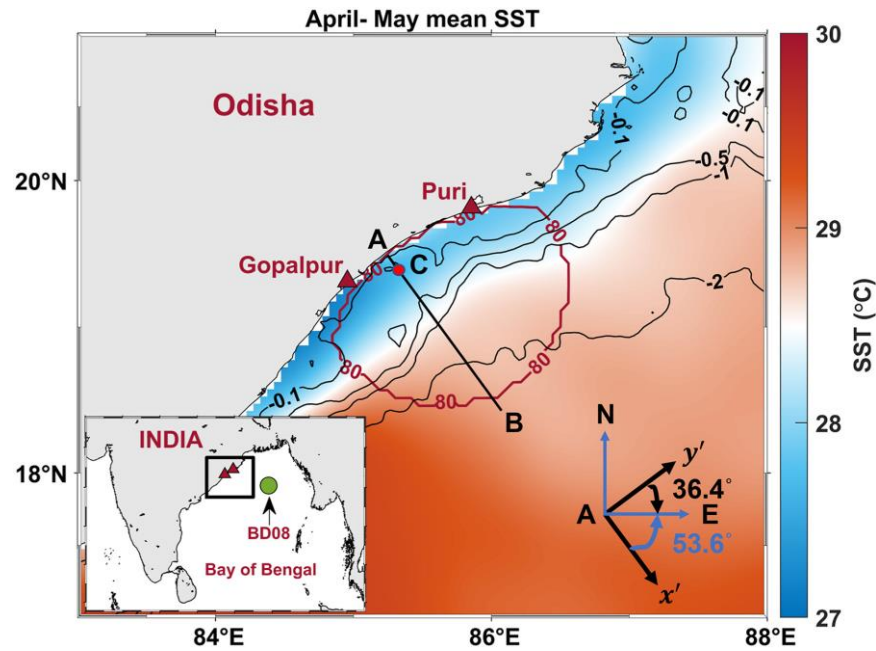 April- May mean SST
Odisha
20°N
18°N
84°E
86°E
88°E
Puri
Gopalpur
A
C
B
80
80
80
80
80
-0.1
-0.1
-0.1
-0.5
-1
-2
-0.1
N
y′
36.4°
A
E
53.6°
x′
INDIA
BD08
Bay of Bengal
30
29
28
27
SST (°C)